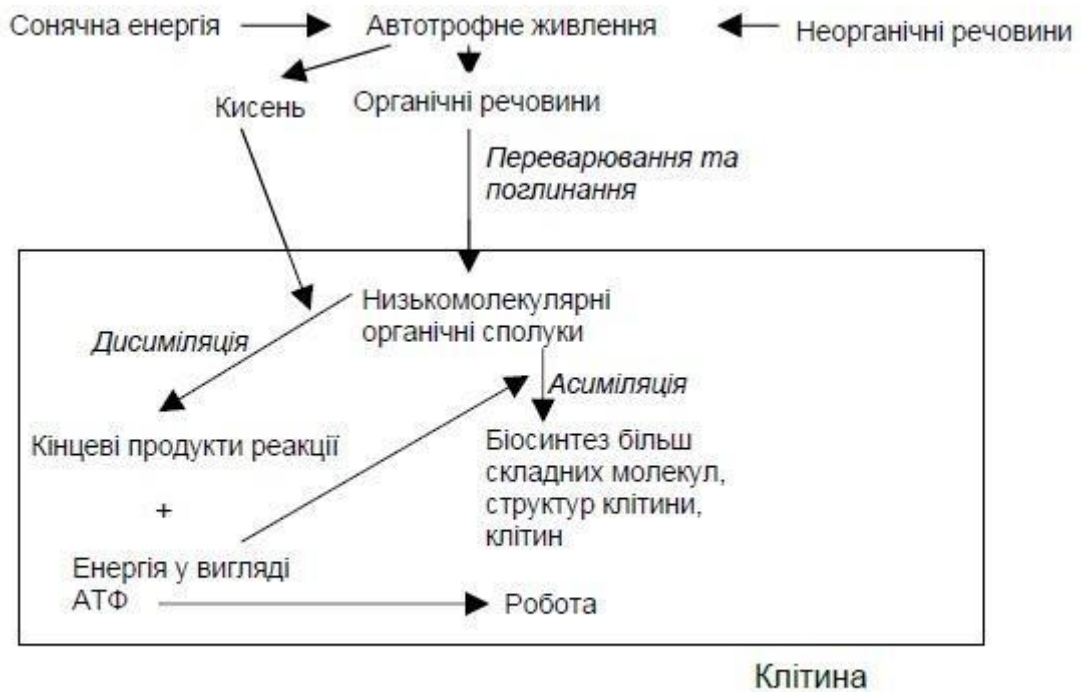 Сонячна енергія
Автотрофне живлення
Неорганічні речовини
Кисень
Органічні речовини
Переварювання та
поглинання
Низькомолекулярні
органічні сполуки
Дисиміляція
Асиміляція
Кінцеві продукти реакції
+
Біосинтез більш
складних молекул,
структур клітини,
клітин
Енергія у вигляді
АТФ
Робота
Клітина